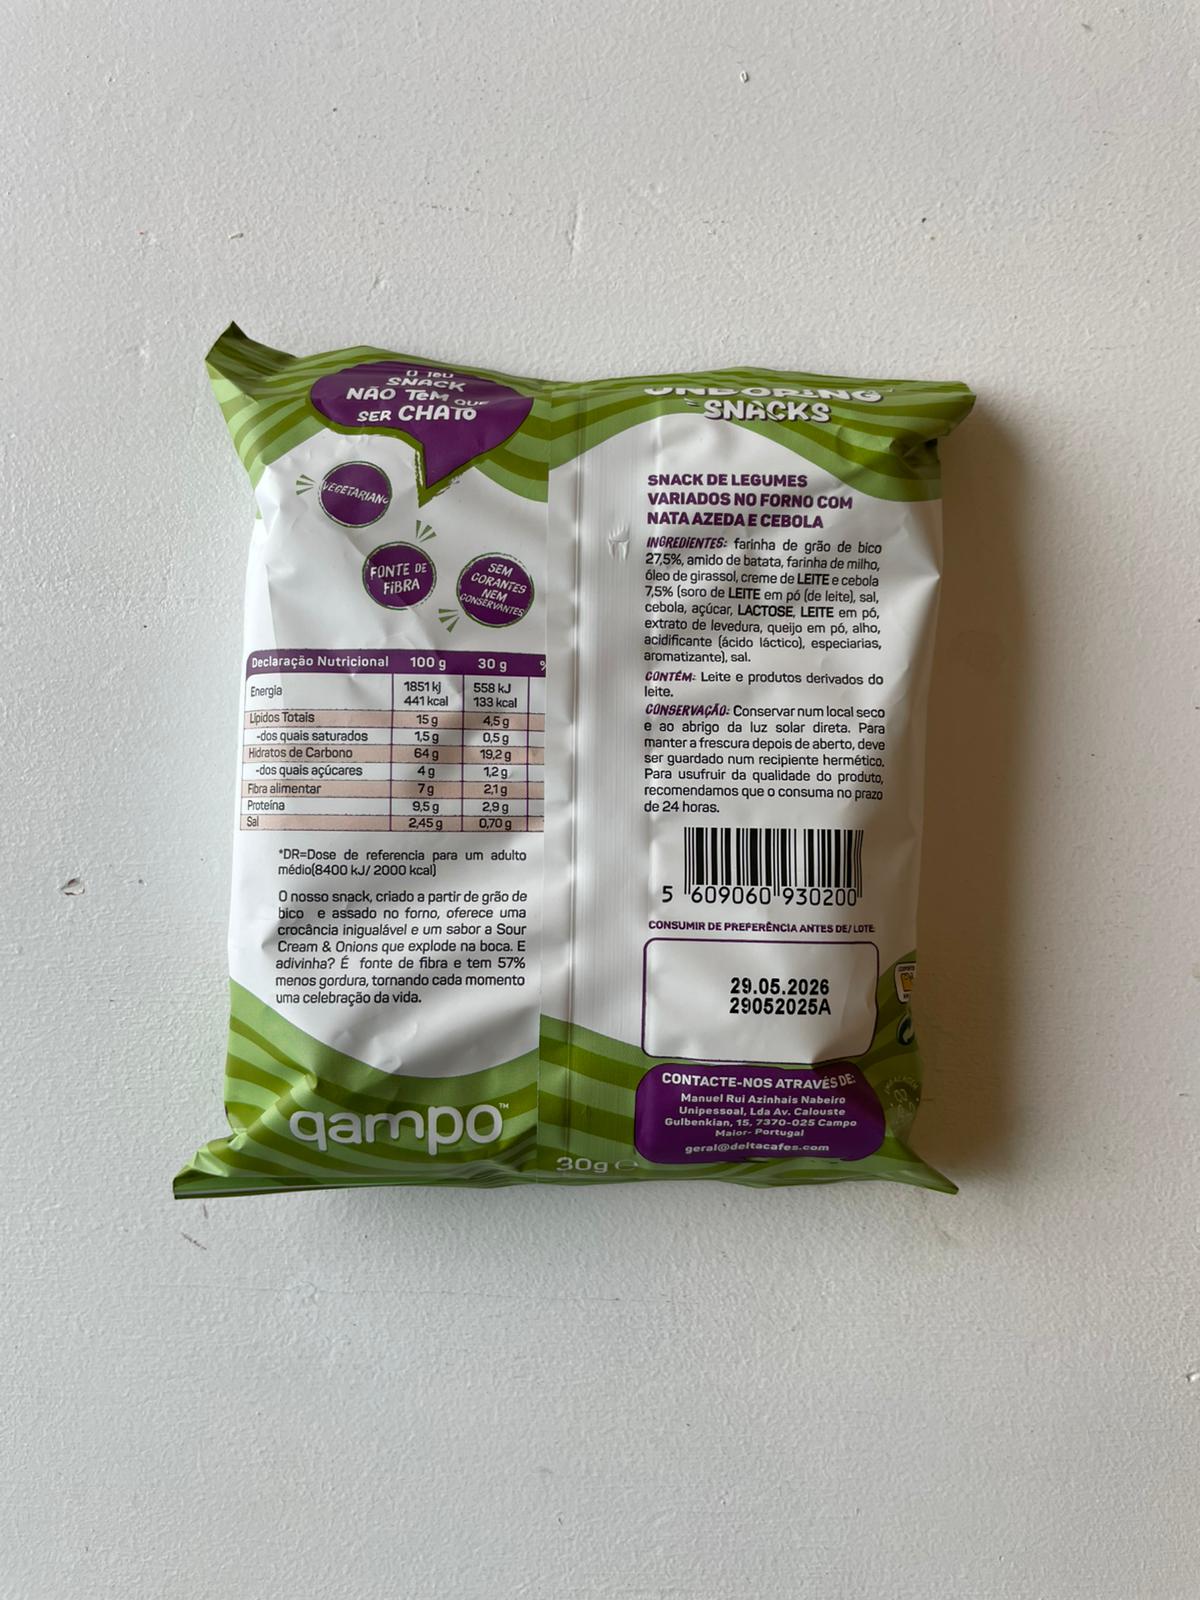 O TEU
SNACK
NÃO TEM QUE
SER CHATO
VEGETARIANO
FONTE DE
FIBRA
SEM
CORANTES
NEM
CONSERVANTES
Declaração Nutricional 100 g 30 g %
Energia 1851 kj 558 kJ
441 kcal 133 kcal
Lípidos Totais 15 g 4,5 g
-dos quais saturados 1,5 g 0,5 g
Hidratos de Carbono 64 g 19,2 g
-dos quais açúcares 4 g 1,2 g
Fibra alimentar 7 g 2,1 g
Proteína 9,5 g 2,9 g
Sal 2,45 g 0,70 g
*DR=Dose de referencia para um adulto
médio(8400 kJ/ 2000 kcal)
O nosso snack, criado a partir de grão de
bico e assado no forno, oferece uma
crocância inigualável e um sabor a Sour
Cream & Onions que explode na boca. E
adivinha? É fonte de fibra e tem 57%
menos gordura, tornando cada momento
uma celebração da vida.
qampo™
30g ℮
UNBORING
SNACKS
SNACK DE LEGUMES
VARIADOS NO FORNO COM
NATA AZEDA E CEBOLA
INGREDIENTES: farinha de grão de bico
27,5%, amido de batata, farinha de milho,
óleo de girassol, creme de LEITE e cebola
7,5% (soro de LEITE em pó (de leite), sal,
cebola, açúcar, LACTOSE, LEITE em pó,
extrato de levedura, queijo em pó, alho,
acidificante (ácido láctico), especiarias,
aromatizante), sal.
CONTÉM: Leite e produtos derivados do
leite.
CONSERVAÇÃO: Conservar num local seco
e ao abrigo da luz solar direta. Para
manter a frescura depois de aberto, deve
ser guardado num recipiente hermético.
Para usufruir da qualidade do produto,
recomendamos que o consuma no prazo
de 24 horas.
5 609060 930200
CONSUMIR DE PREFERÊNCIA ANTES DE/ LOTE:
29.05.2026
29052025A
CONTACTE-NOS ATRAVÉS DE:
Manuel Rui Azinhais Nabeiro
Unipessoal, Lda Av. Calouste
Gulbenkian, 15, 7370-025 Campo
Maior- Portugal
geral@deltacafes.com